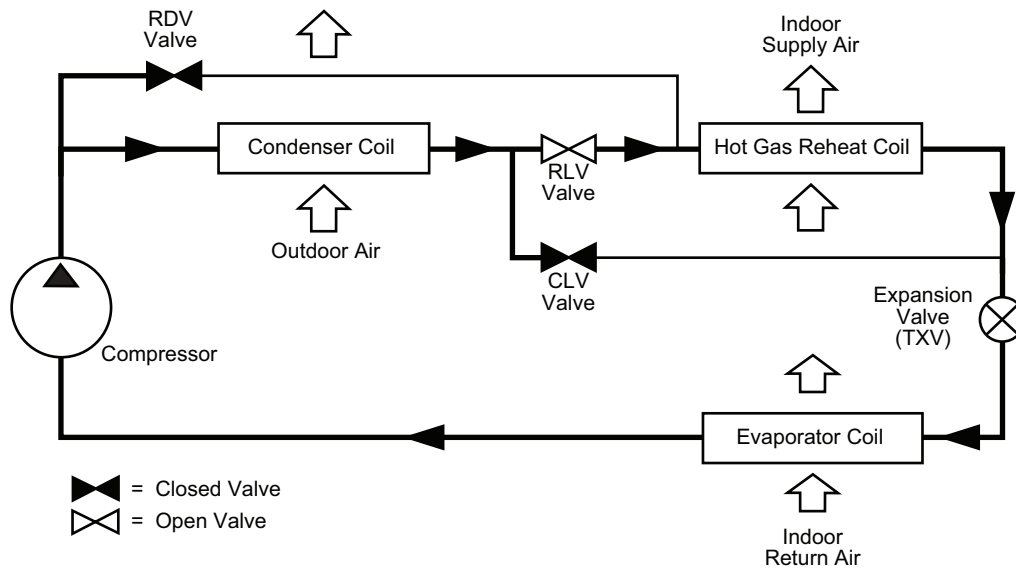 RDV
Valve
Indoor
Supply Air
Condenser Coil
RLV
Valve
Hot Gas Reheat Coil
Outdoor Air
CLV
Valve
Expansion
Valve
(TXV)
Compressor
Evaporator Coil
= Closed Valve
= Open Valve
Indoor
Return Air